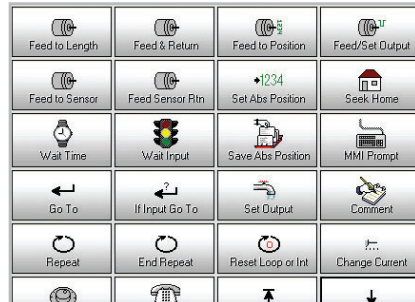 Feed to Length
Feed & Return
Feed to Position
Feed/Set Output
Feed to Sensor
Feed Sensor Rtn
+1234
Set Abs Position
Seek Home
Wait Time
Wait Input
Save Abs Position
MMI Prompt
Go To
?
If Input Go To
Set Output
Comment
Repeat
End Repeat
Reset Loop or Int
Change Current